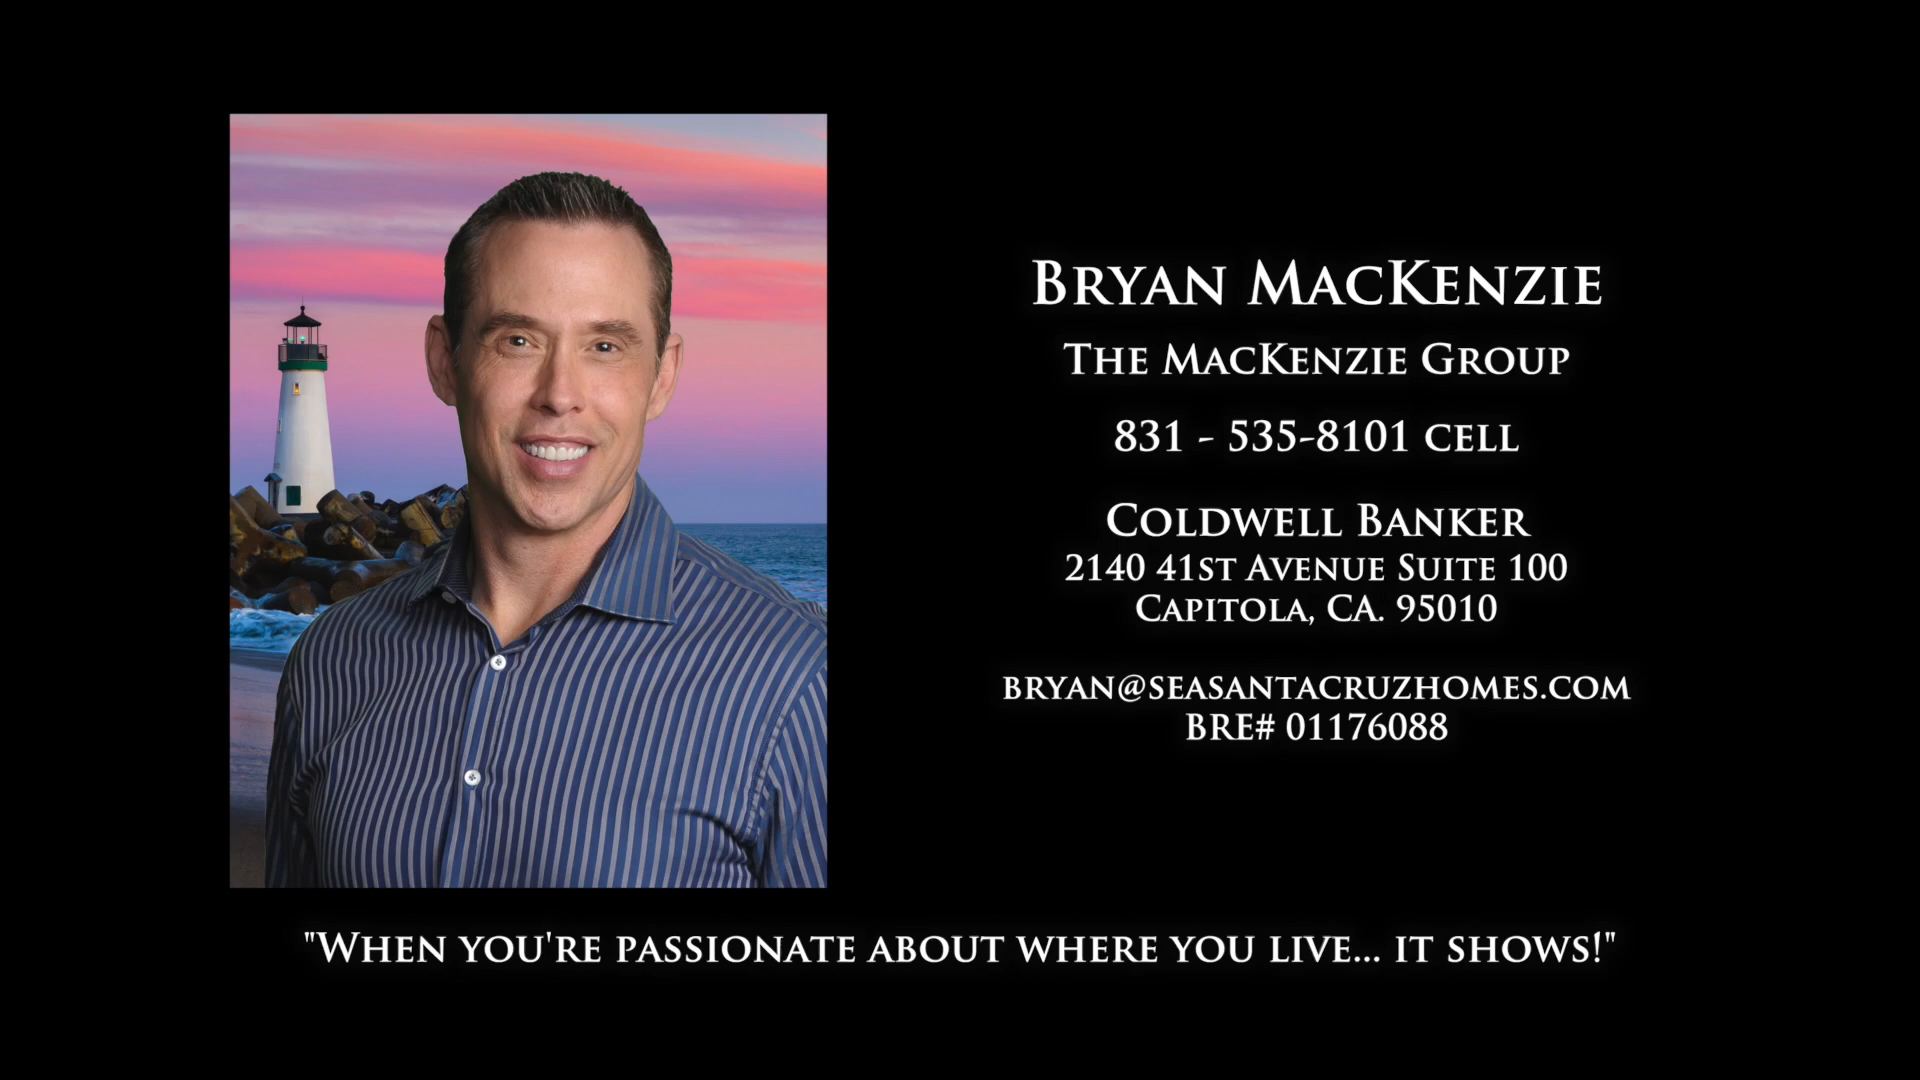 Bryan MacKenzie
The MacKenzie Group
831 - 535-8101 cell
Coldwell Banker
2140 41st Avenue Suite 100
Capitola, CA. 95010
bryan@seasantacruzhomes.com
BRE# 01176088
"When you're passionate about where you live... it shows!"